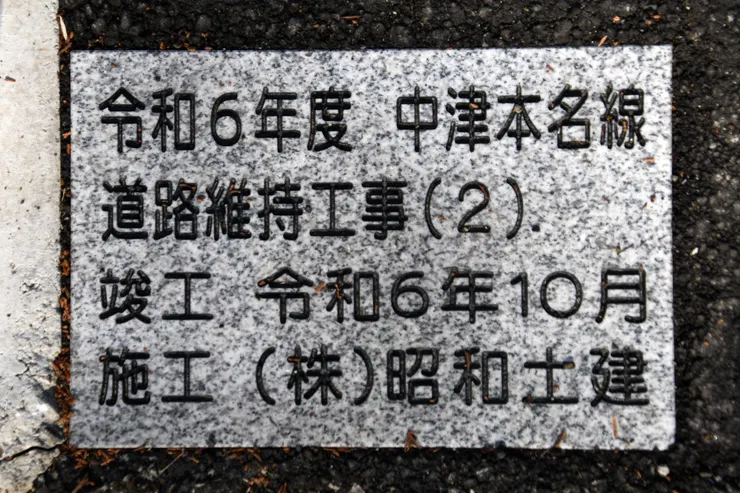 令和6年度 中津本名線
道路維持工事(2).
竣工 令和6年10月
施工 (株)昭和土建